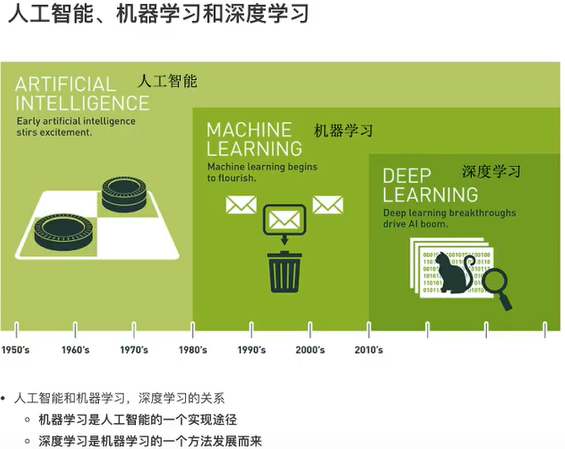 人工智能、机器学习和深度学习
ARTIFICIAL
INTELLIGENCE
人工智能
Early artificial intelligence
stirs excitement.
MACHINE
LEARNING
机器学习
Machine learning begins
to flourish.
DEEP
LEARNING
深度学习
Deep learning breakthroughs
drive AI boom.
1950's 1960's 1970's 1980's 1990's 2000's 2010's
• 人工智能和机器学习，深度学习的关系
◦ 机器学习是人工智能的一个实现途径
◦ 深度学习是机器学习的一个方法发展而来